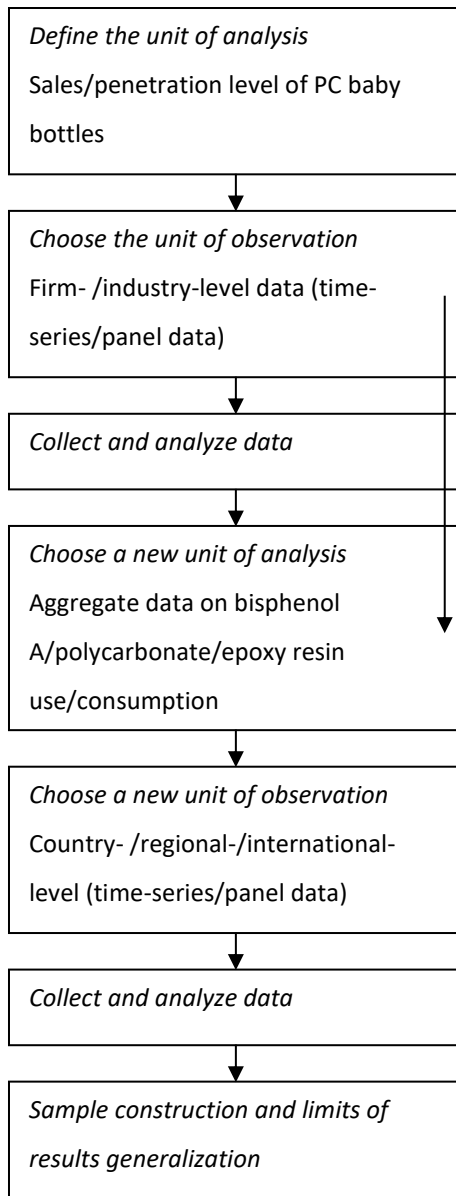 Define the unit of analysis
Sales/penetration level of PC baby
bottles
Choose the unit of observation
Firm- /industry-level data (time-
series/panel data)
Collect and analyze data
Choose a new unit of analysis
Aggregate data on bisphenol
A/polycarbonate/epoxy resin
use/consumption
Choose a new unit of observation
Country- /regional-/international-
level (time-series/panel data)
Collect and analyze data
Sample construction and limits of
results generalization